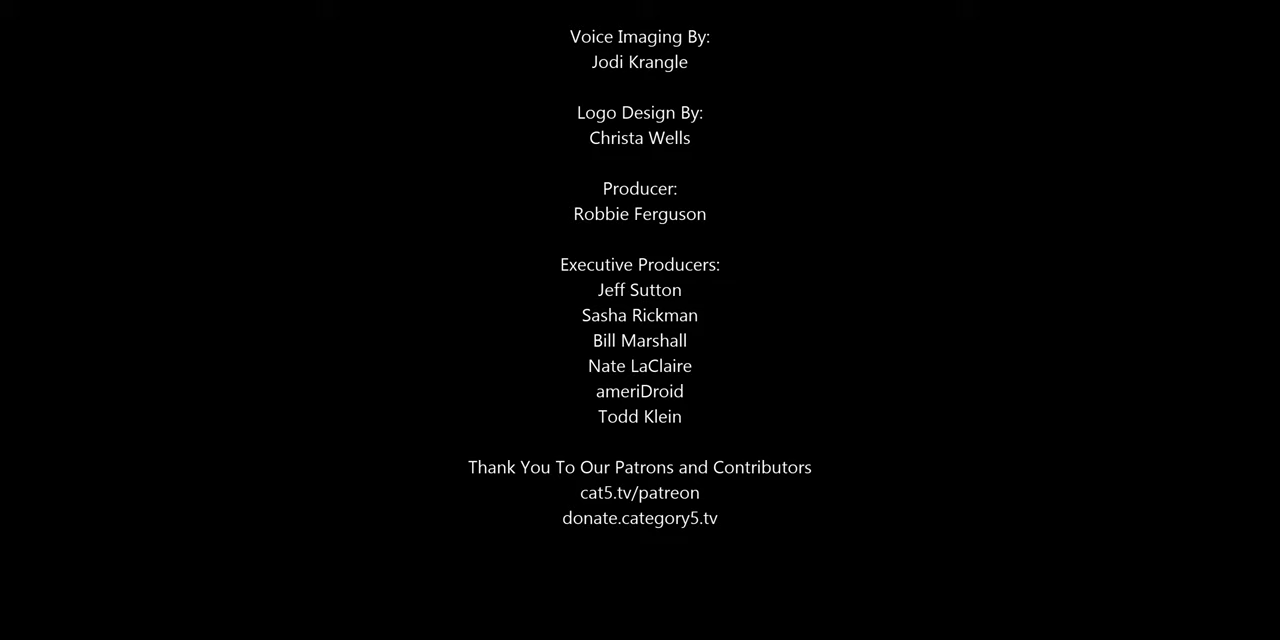 Voice Imaging By:
Jodi Krangle
Logo Design By:
Christa Wells
Producer:
Robbie Ferguson
Executive Producers:
Jeff Sutton
Sasha Rickman
Bill Marshall
Nate LaClaire
ameriDroid
Todd Klein
Thank You To Our Patrons and Contributors
cat5.tv/patreon
donate.category5.tv